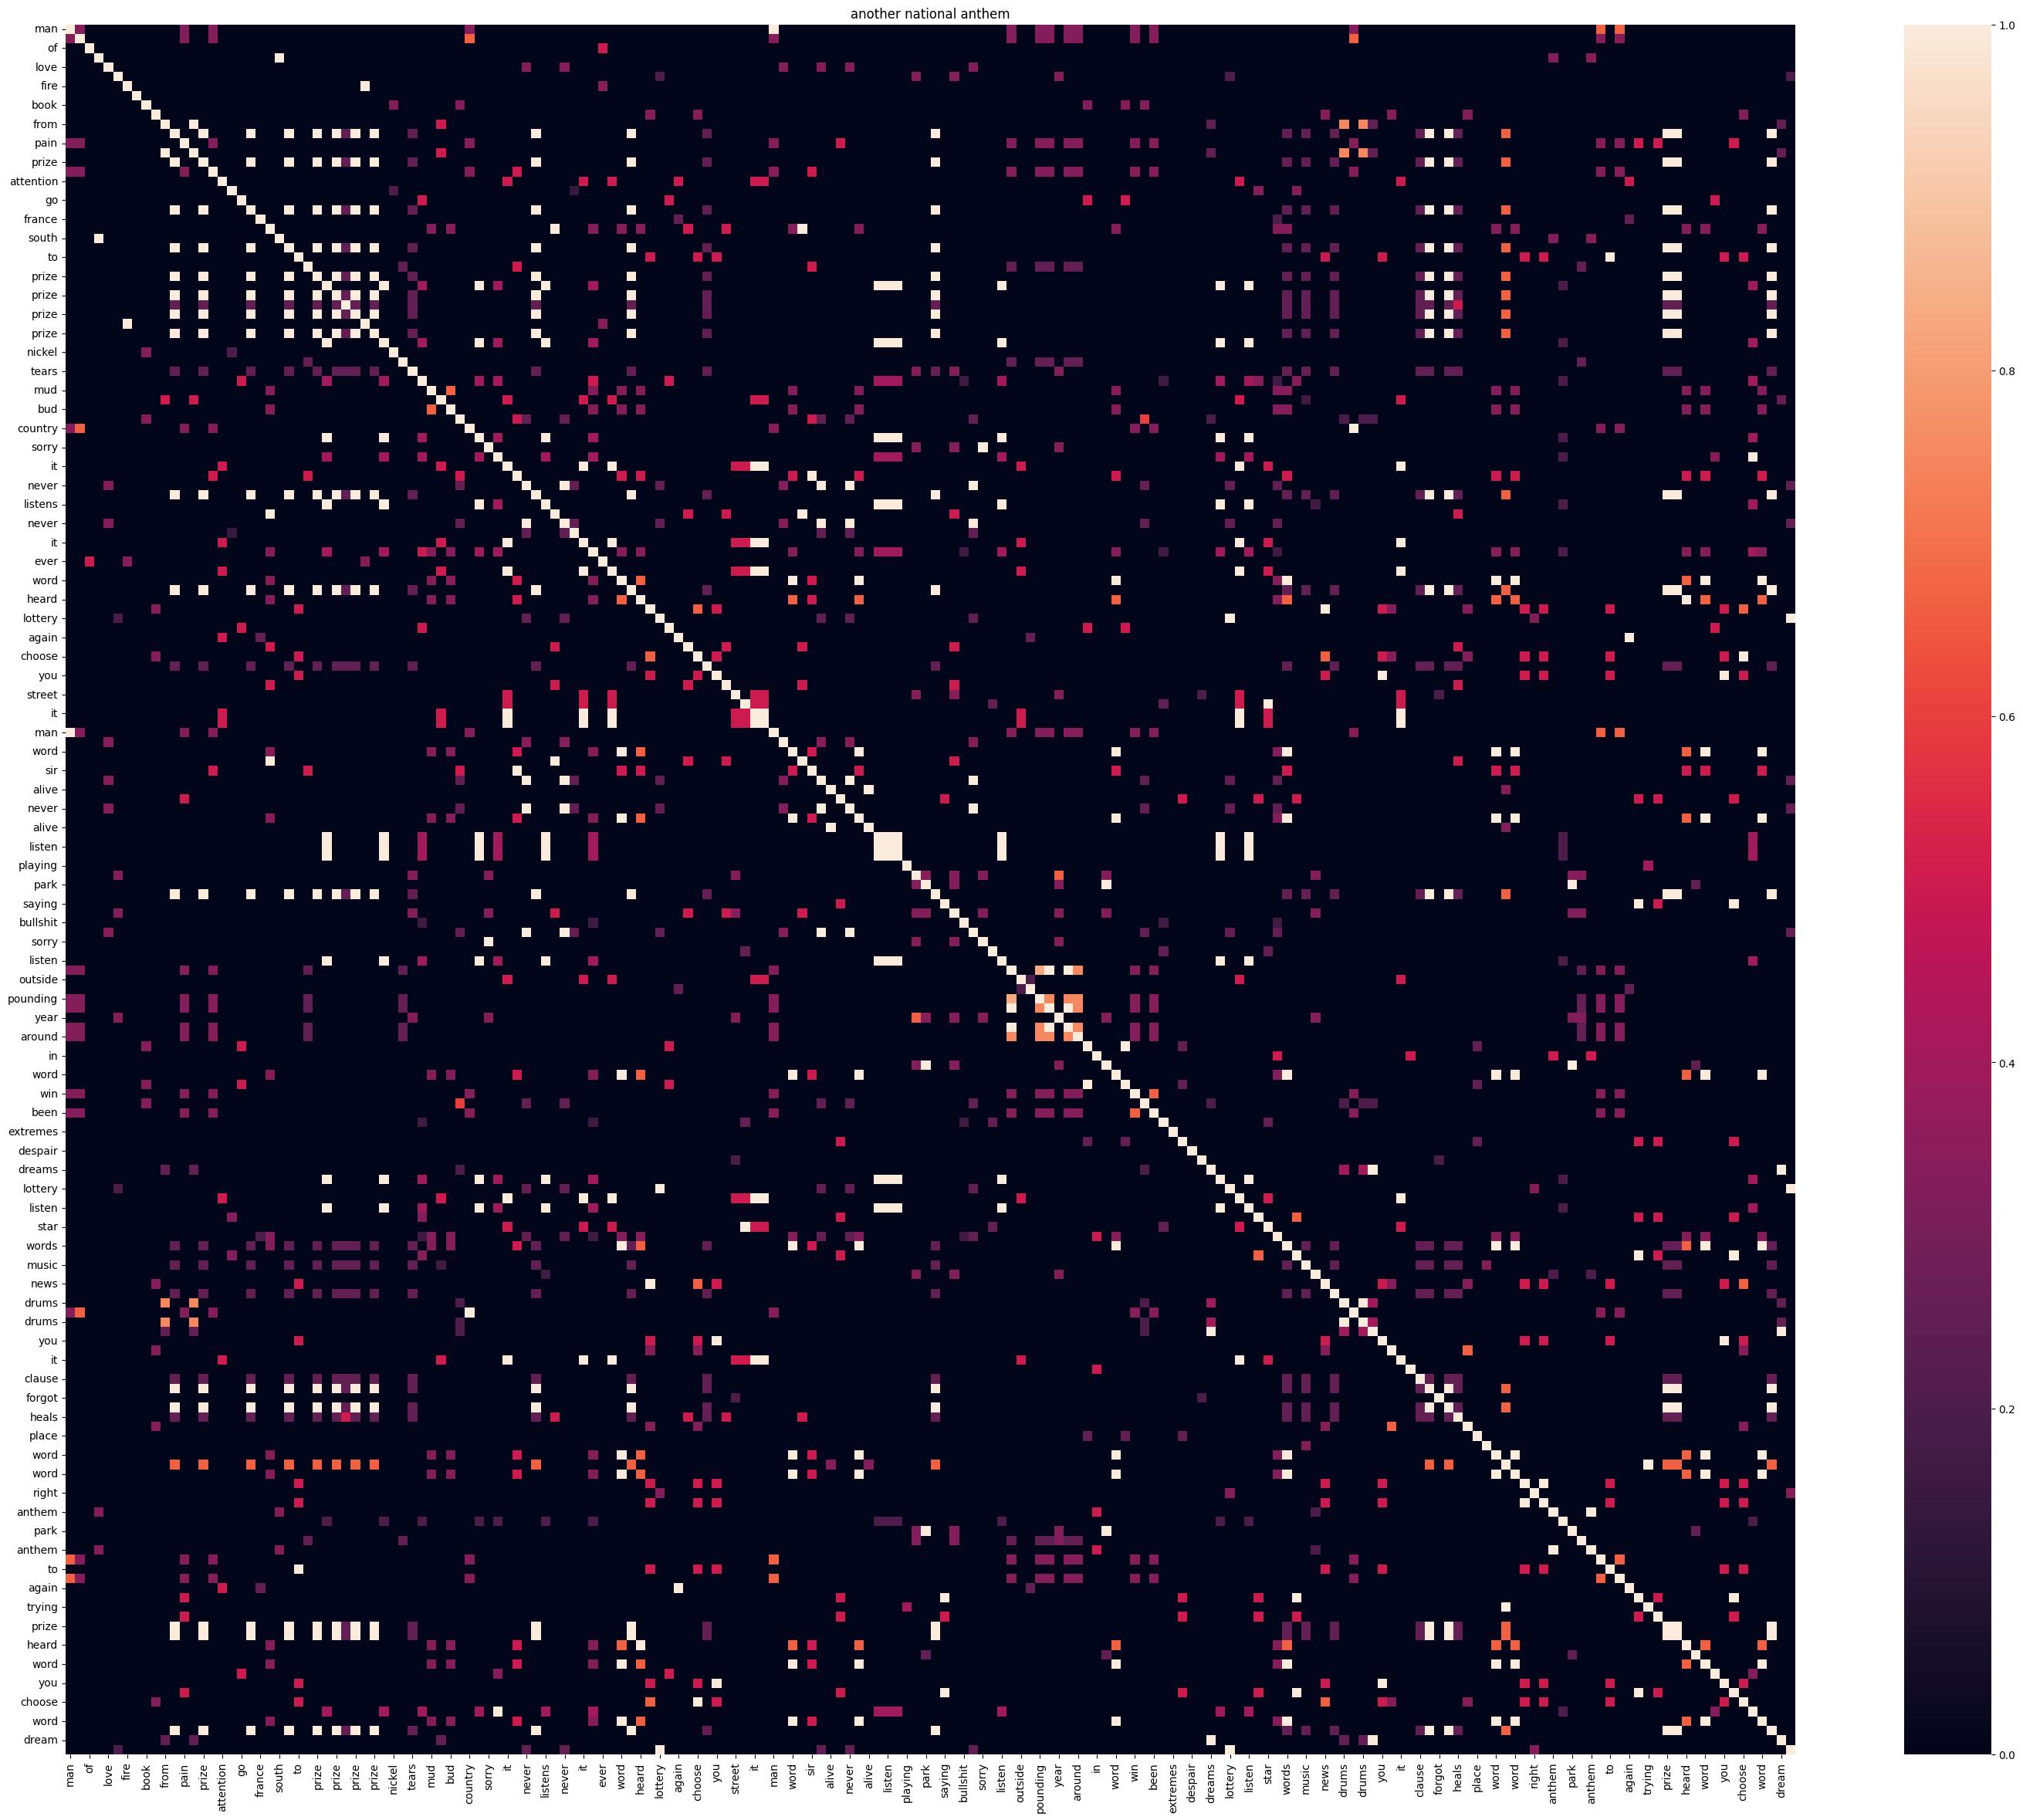 another national anthem
man
of
love
fire
book
from
pain
prize
attention
go
france
south
to
prize
prize
prize
prize
nickel
tears
mud
bud
country
sorry
it
never
listens
never
it
ever
word
heard
lottery
again
choose
you
street
it
man
word
sir
alive
never
alive
listen
playing
park
saying
bullshit
sorry
listen
outside
pounding
year
around
in
word
win
been
extremes
despair
dreams
lottery
listen
star
words
music
news
drums
drums
you
it
clause
forgot
heals
place
word
word
right
anthem
park
anthem
to
again
trying
prize
heard
word
you
choose
word
dream
man
of
love
fire
book
from
pain
prize
attention
go
france
south
to
prize
prize
prize
prize
nickel
tears
mud
bud
country
sorry
it
never
listens
never
it
ever
word
heard
lottery
again
choose
you
street
it
man
word
sir
alive
never
alive
listen
playing
park
saying
bullshit
sorry
listen
outside
pounding
year
around
in
word
win
been
extremes
despair
dreams
lottery
listen
star
words
music
news
drums
drums
you
it
clause
forgot
heals
place
word
word
right
anthem
park
anthem
to
again
trying
prize
heard
word
you
choose
word
dream
1.0
0.8
0.6
0.4
0.2
0.0